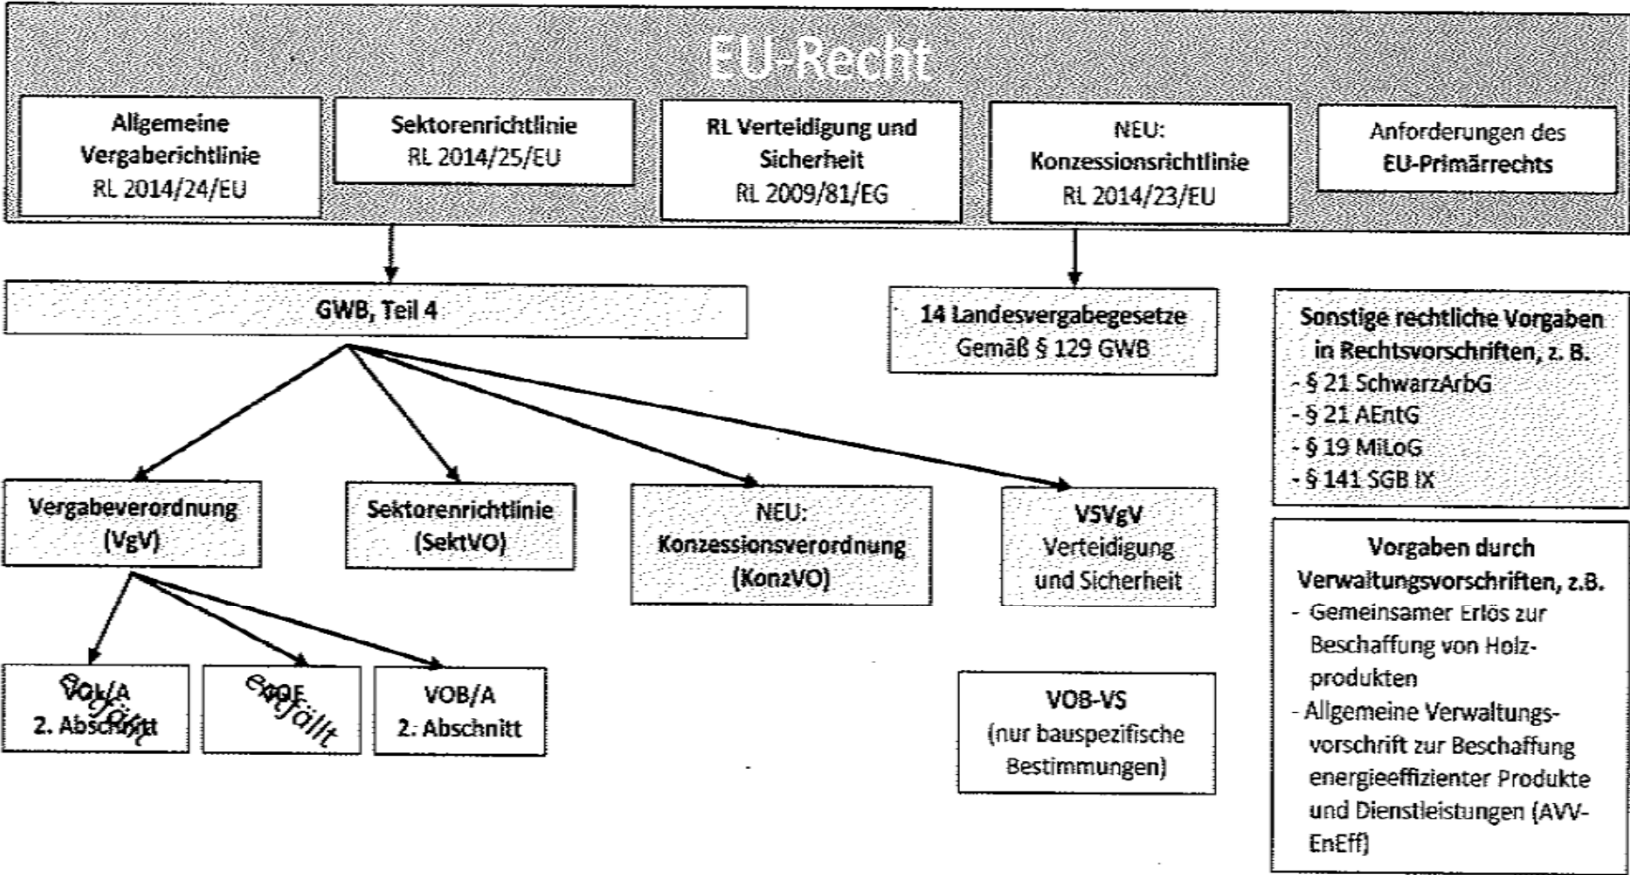 EU-Recht
Allgemeine
Vergaberichtlinie
RL 2014/24/EU
Sektorenrichtlinie
RL 2014/25/EU
RL Verteidigung und
Sicherheit
RL 2009/81/EG
NEU:
Konzessionsrichtlinie
RL 2014/23/EU
Anforderungen des
EU-Primärrechts
GWB, Teil 4
14 Landesvergabegesetze
Gemäß § 129 GWB
Sonstige rechtliche Vorgaben
in Rechtsvorschriften, z. B.
- § 21 SchwarzArbG
- § 21 AEntG
- § 19 MiLoG
- § 141 SGB IX
Vergabeverordnung
(VgV)
Sektorenrichtlinie
(SektVO)
NEU:
Konzessionsverordnung
(KonzVO)
VSVgV
Verteidigung
und Sicherheit
Vorgaben durch
Verwaltungsvorschriften, z.B.
- Gemeinsamer Erlös zur
Beschaffung von Holz-
produkten
- Allgemeine Verwaltungs-
vorschrift zur Beschaffung
energieeffizienter Produkte
und Dienstleistungen (AVV-
EnEff)
VOL/A
2. Abschnitt
entfällt
entfällt
VOB/A
2. Abschnitt
VOB-VS
(nur bauspezifische
Bestimmungen)